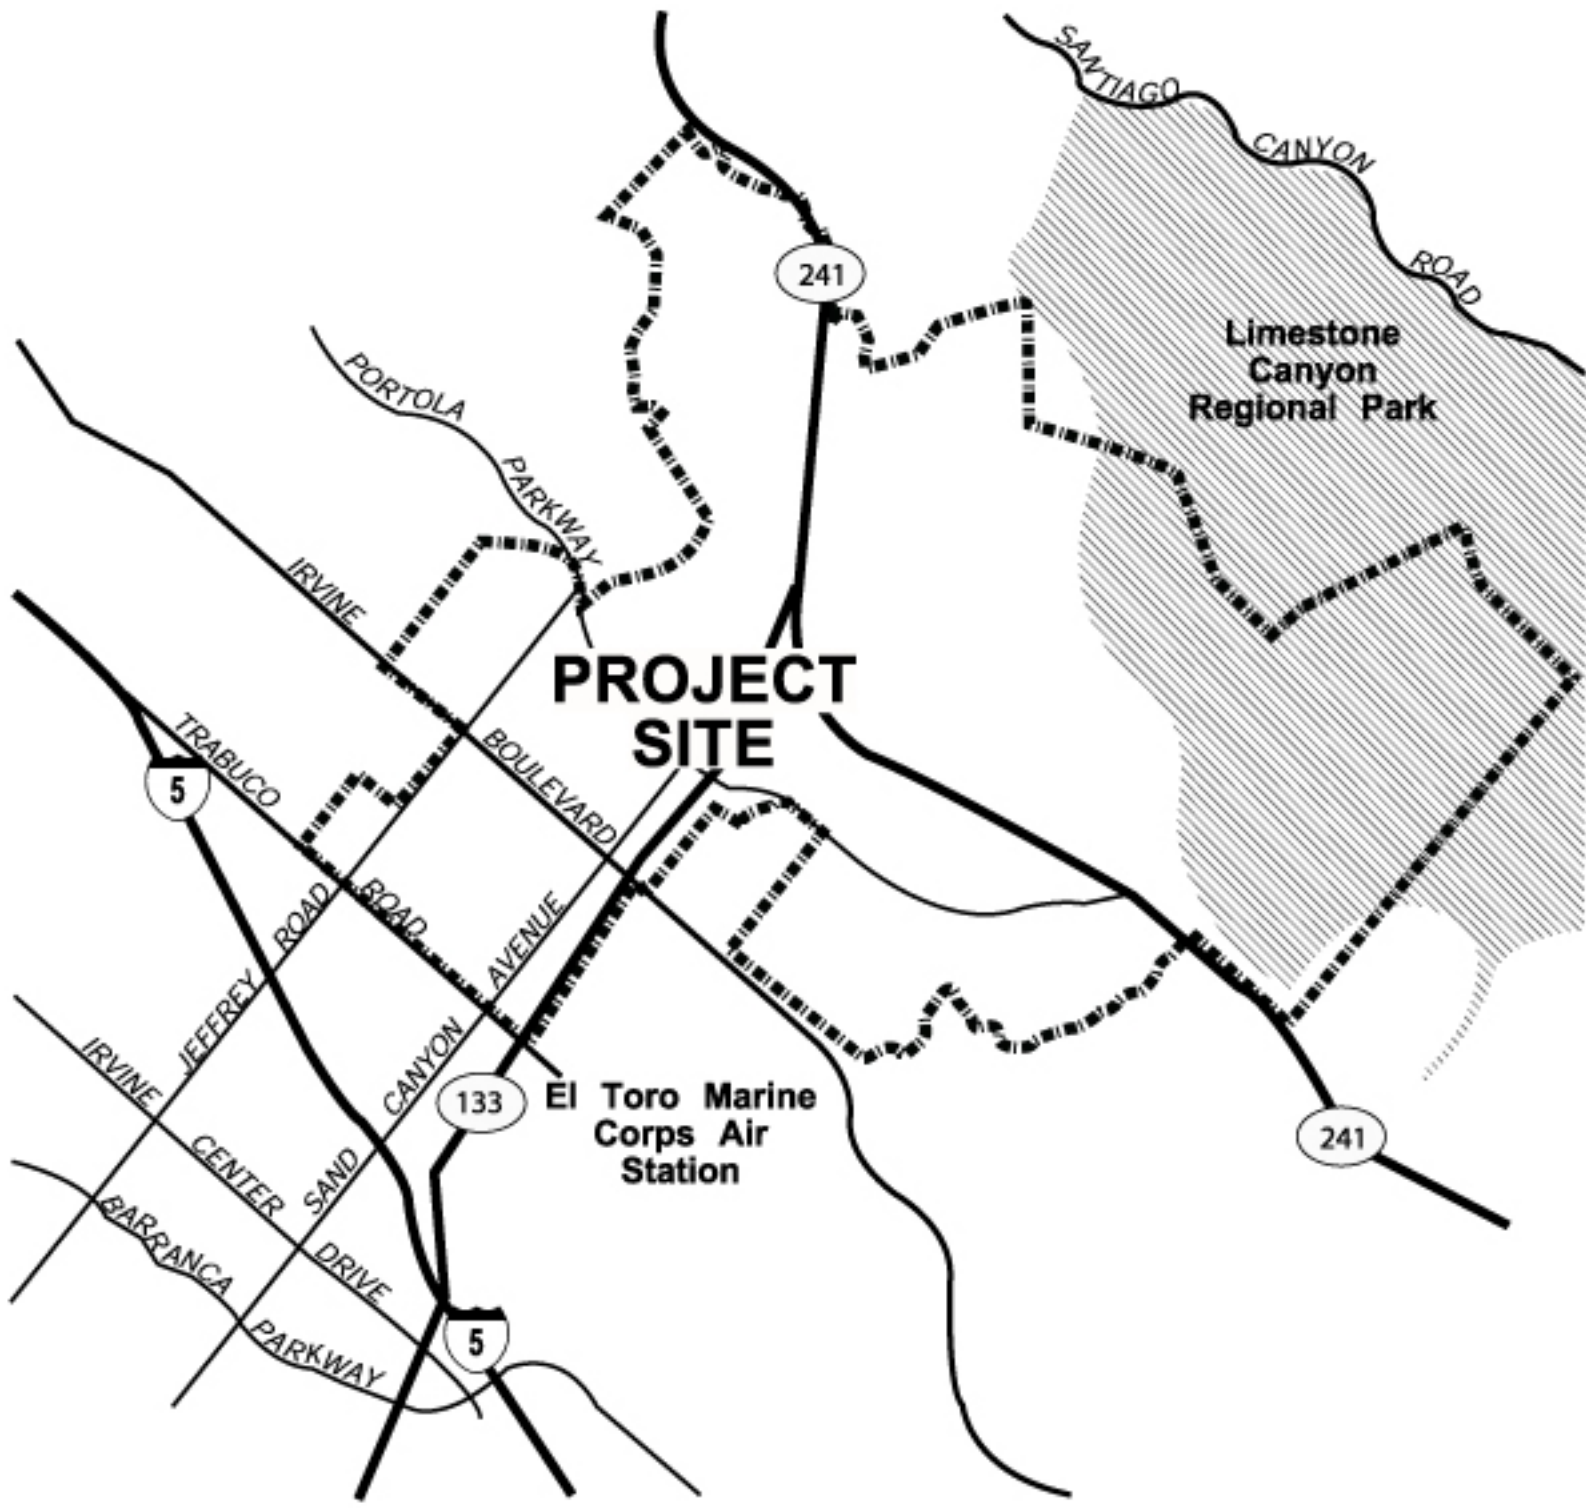 SANTIAGO
CANYON
ROAD
241
Limestone
Canyon
Regional Park
PORTOLA
PARKWAY
IRVINE
BOULEVARD
PROJECT
SITE
TRABUCO
ROAD
5
JEFFREY ROAD
SAND CANYON AVENUE
133
El Toro Marine
Corps Air
Station
241
IRVINE
CENTER
DRIVE
BARRANCA
PARKWAY
5